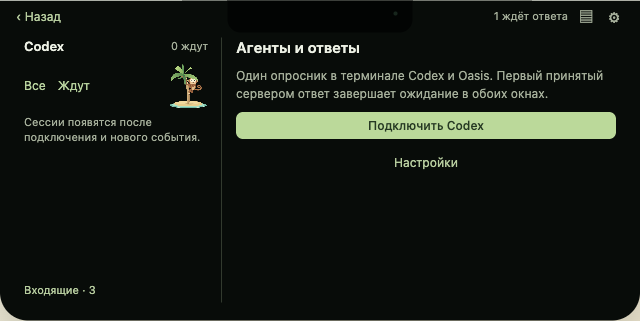 ‹ Назад
1 ждёт ответа
Codex
0 ждут
Все Ждут
Сессии появятся после
подключения и нового события.
Входящие · 3
Агенты и ответы
Один опросник в терминале Codex и Oasis. Первый принятый
сервером ответ завершает ожидание в обоих окнах.
Подключить Codex
Настройки